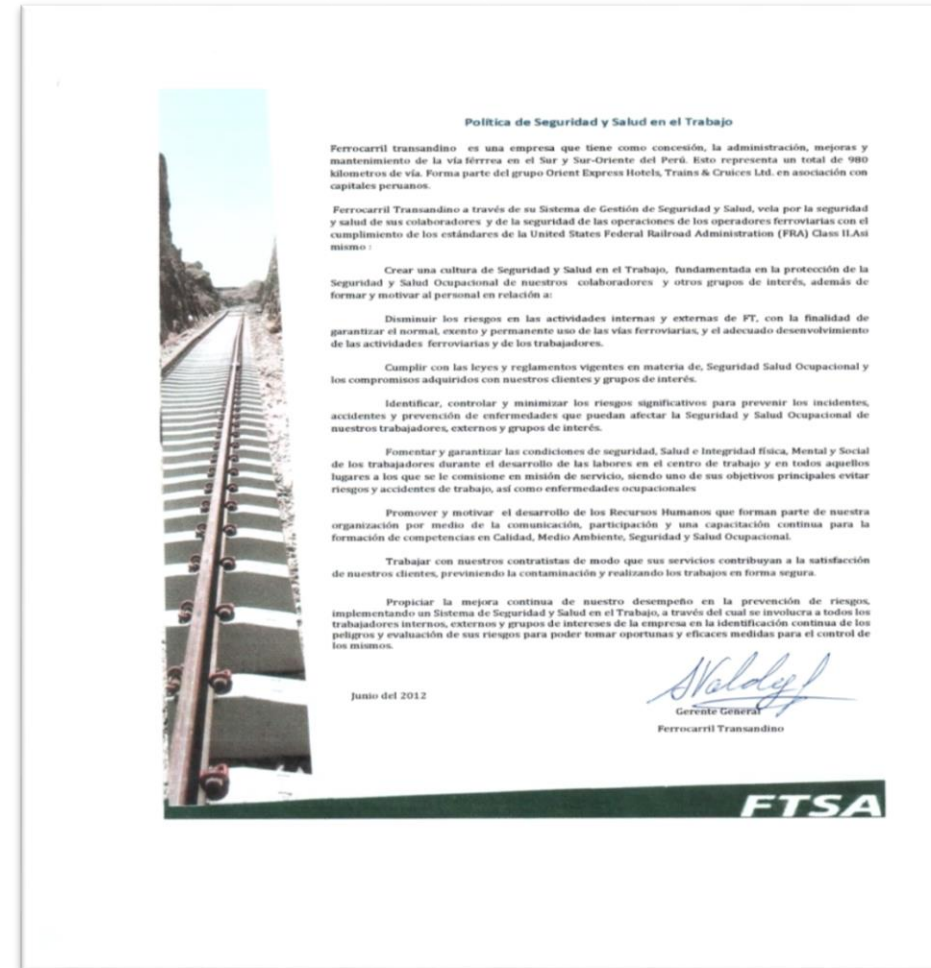 Política de Seguridad y Salud en el Trabajo
Ferrocarril transandino es una empresa que tiene como concesión, la administración, mejoras y
mantenimiento de la vía férrrea en el Sur y Sur-Oriente del Perú. Esto representa un total de 980
kilometros de vía. Forma parte del grupo Orient Express Hotels, Trains & Cruices Ltd. en asociación con
capitales peruanos.
Ferrocarril Transandino a través de su Sistema de Gestión de Seguridad y Salud, vela por la seguridad
y salud de sus colaboradores y de la seguridad de las operaciones de los operadores ferroviarias con el
cumplimiento de los estándares de la United States Federal Railroad Administration (FRA) Class II.Asi
mismo :
Crear una cultura de Seguridad y Salud en el Trabajo, fundamentada en la protección de la
Seguridad y Salud Ocupacional de nuestros colaboradores y otros grupos de interés, además de
formar y motivar al personal en relación a:
Disminuir los riesgos en las actividades internas y externas de FT, con la finalidad de
garantizar el normal, exento y permanente uso de las vías ferroviarias, y el adecuado desenvolvimiento
de las actividades ferroviarias y de los trabajadores.
Cumplir con las leyes y reglamentos vigentes en materia de, Seguridad Salud Ocupacional y
los compromisos adquiridos con nuestros clientes y grupos de interés.
Identificar, controlar y minimizar los riesgos significativos para prevenir los incidentes,
accidentes y prevención de enfermedades que puedan afectar la Seguridad y Salud Ocupacional de
nuestros trabajadores, externos y grupos de interés.
Fomentar y garantizar las condiciones de seguridad, Salud e Integridad física, Mental y Social
de los trabajadores durante el desarrollo de las labores en el centro de trabajo y en todos aquellos
lugares a los que se le comisione en misión de servicio, siendo uno de sus objetivos principales evitar
riesgos y accidentes de trabajo, así como enfermedades ocupacionales
Promover y motivar el desarrollo de los Recursos Humanos que forman parte de nuestra
organización por medio de la comunicación, participación y una capacitación continua para la
formación de competencias en Calidad, Medio Ambiente, Seguridad y Salud Ocupacional.
Trabajar con nuestros contratistas de modo que sus servicios contribuyan a la satisfacción
de nuestros clientes, previniendo la contaminación y realizando los trabajos en forma segura.
Propiciar la mejora continua de nuestro desempeño en la prevención de riesgos,
implementando un Sistema de Seguridad y Salud en el Trabajo, a través del cual se involucra a todos los
trabajadores internos, externos y grupos de intereses de la empresa en la identificación continua de los
peligros y evaluación de sus riesgos para poder tomar oportunas y eficaces medidas para el control de
los mismos.
Junio del 2012
Gerente General
Ferrocarril Transandino
FTSA